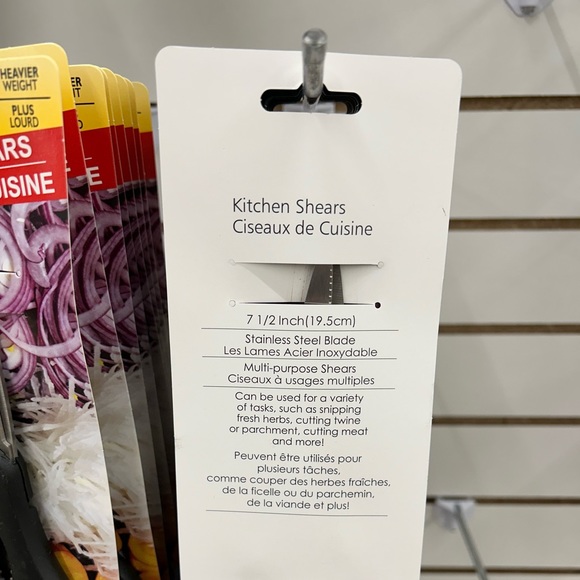 HEAVIER
WEIGHT
PLUS
LOURD
ARS
UISINE
ER
HT
E
Kitchen Shears
Ciseaux de Cuisine
7 1/2 Inch(19.5cm)
Stainless Steel Blade
Les Lames Acier Inoxydable
Multi-purpose Shears
Ciseaux à usages multiples
Can be used for a variety
of tasks, such as snipping
fresh herbs, cutting twine
or parchment, cutting meat
and more!
Peuvent être utilisés pour
plusieurs tâches,
comme couper des herbes fraîches,
de la ficelle ou du parchemin,
de la viande et plus!